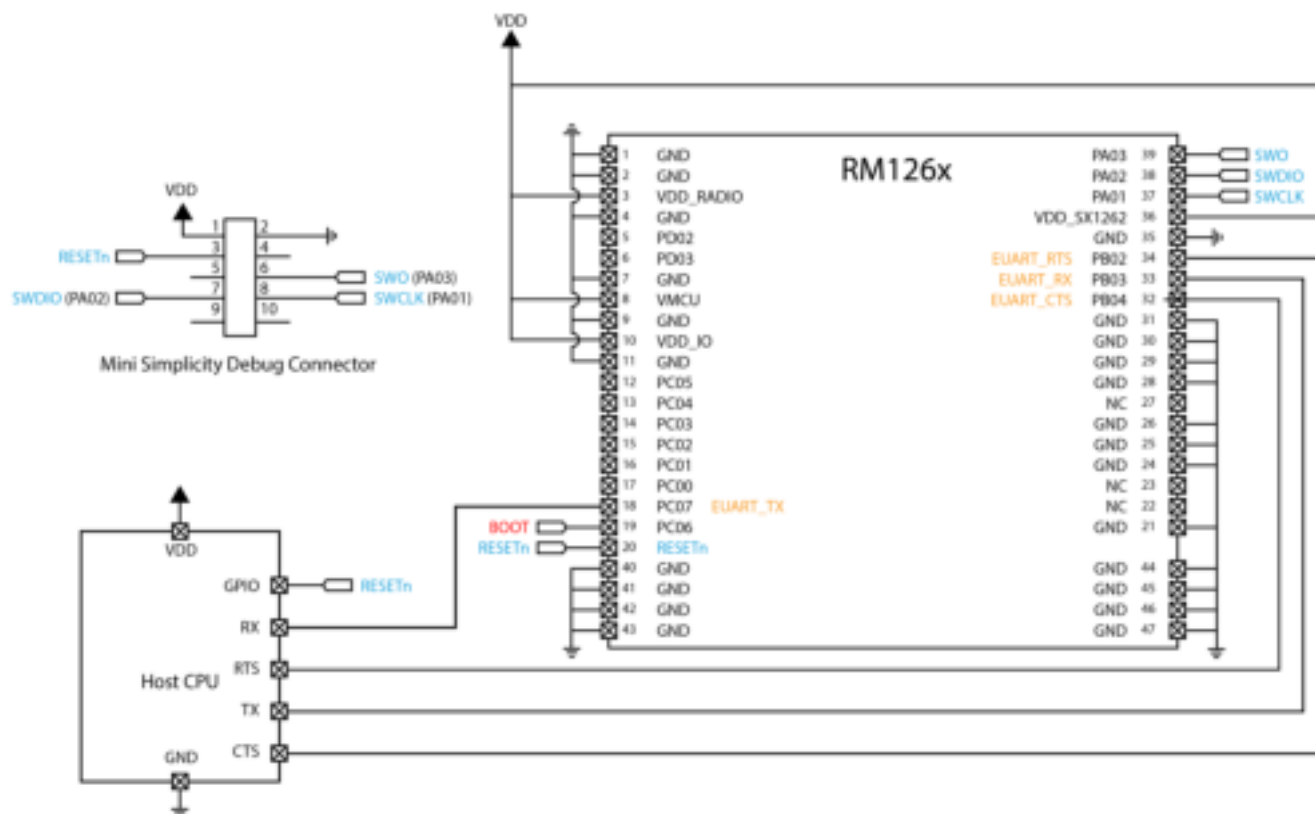 VDD
RM126x
1 GND
2 GND
3 VDD_RADIO
4 GND
5 PD02
6 PD03
7 GND
8 VMCU
9 GND
10 VDD_IO
11 GND
12 PC05
13 PC04
14 PC03
15 PC02
16 PC01
17 PC00
18 PC07 EUART_TX
BOOT 19 PC06
RESETn 20 RESETn
40 GND
41 GND
42 GND
43 GND
PA03 39 SWO
PA02 38 SWDIO
PA01 37 SWCLK
VDD_SX1262 36
GND 35
EUART_RTS PB02 34
EUART_RX PB03 33
EUART_CTS PB04 32
GND 31
GND 30
GND 29
GND 28
NC 27
GND 26
GND 25
GND 24
NC 23
NC 22
GND 21
GND 44
GND 45
GND 46
GND 47
VDD
1 2
RESETn 3 4
5 6 SWO (PA03)
SWDIO (PA02) 7 8 SWCLK (PA01)
9 10
Mini Simplicity Debug Connector
VDD
GPIO RESETn
RX
RTS
Host CPU
TX
CTS
GND